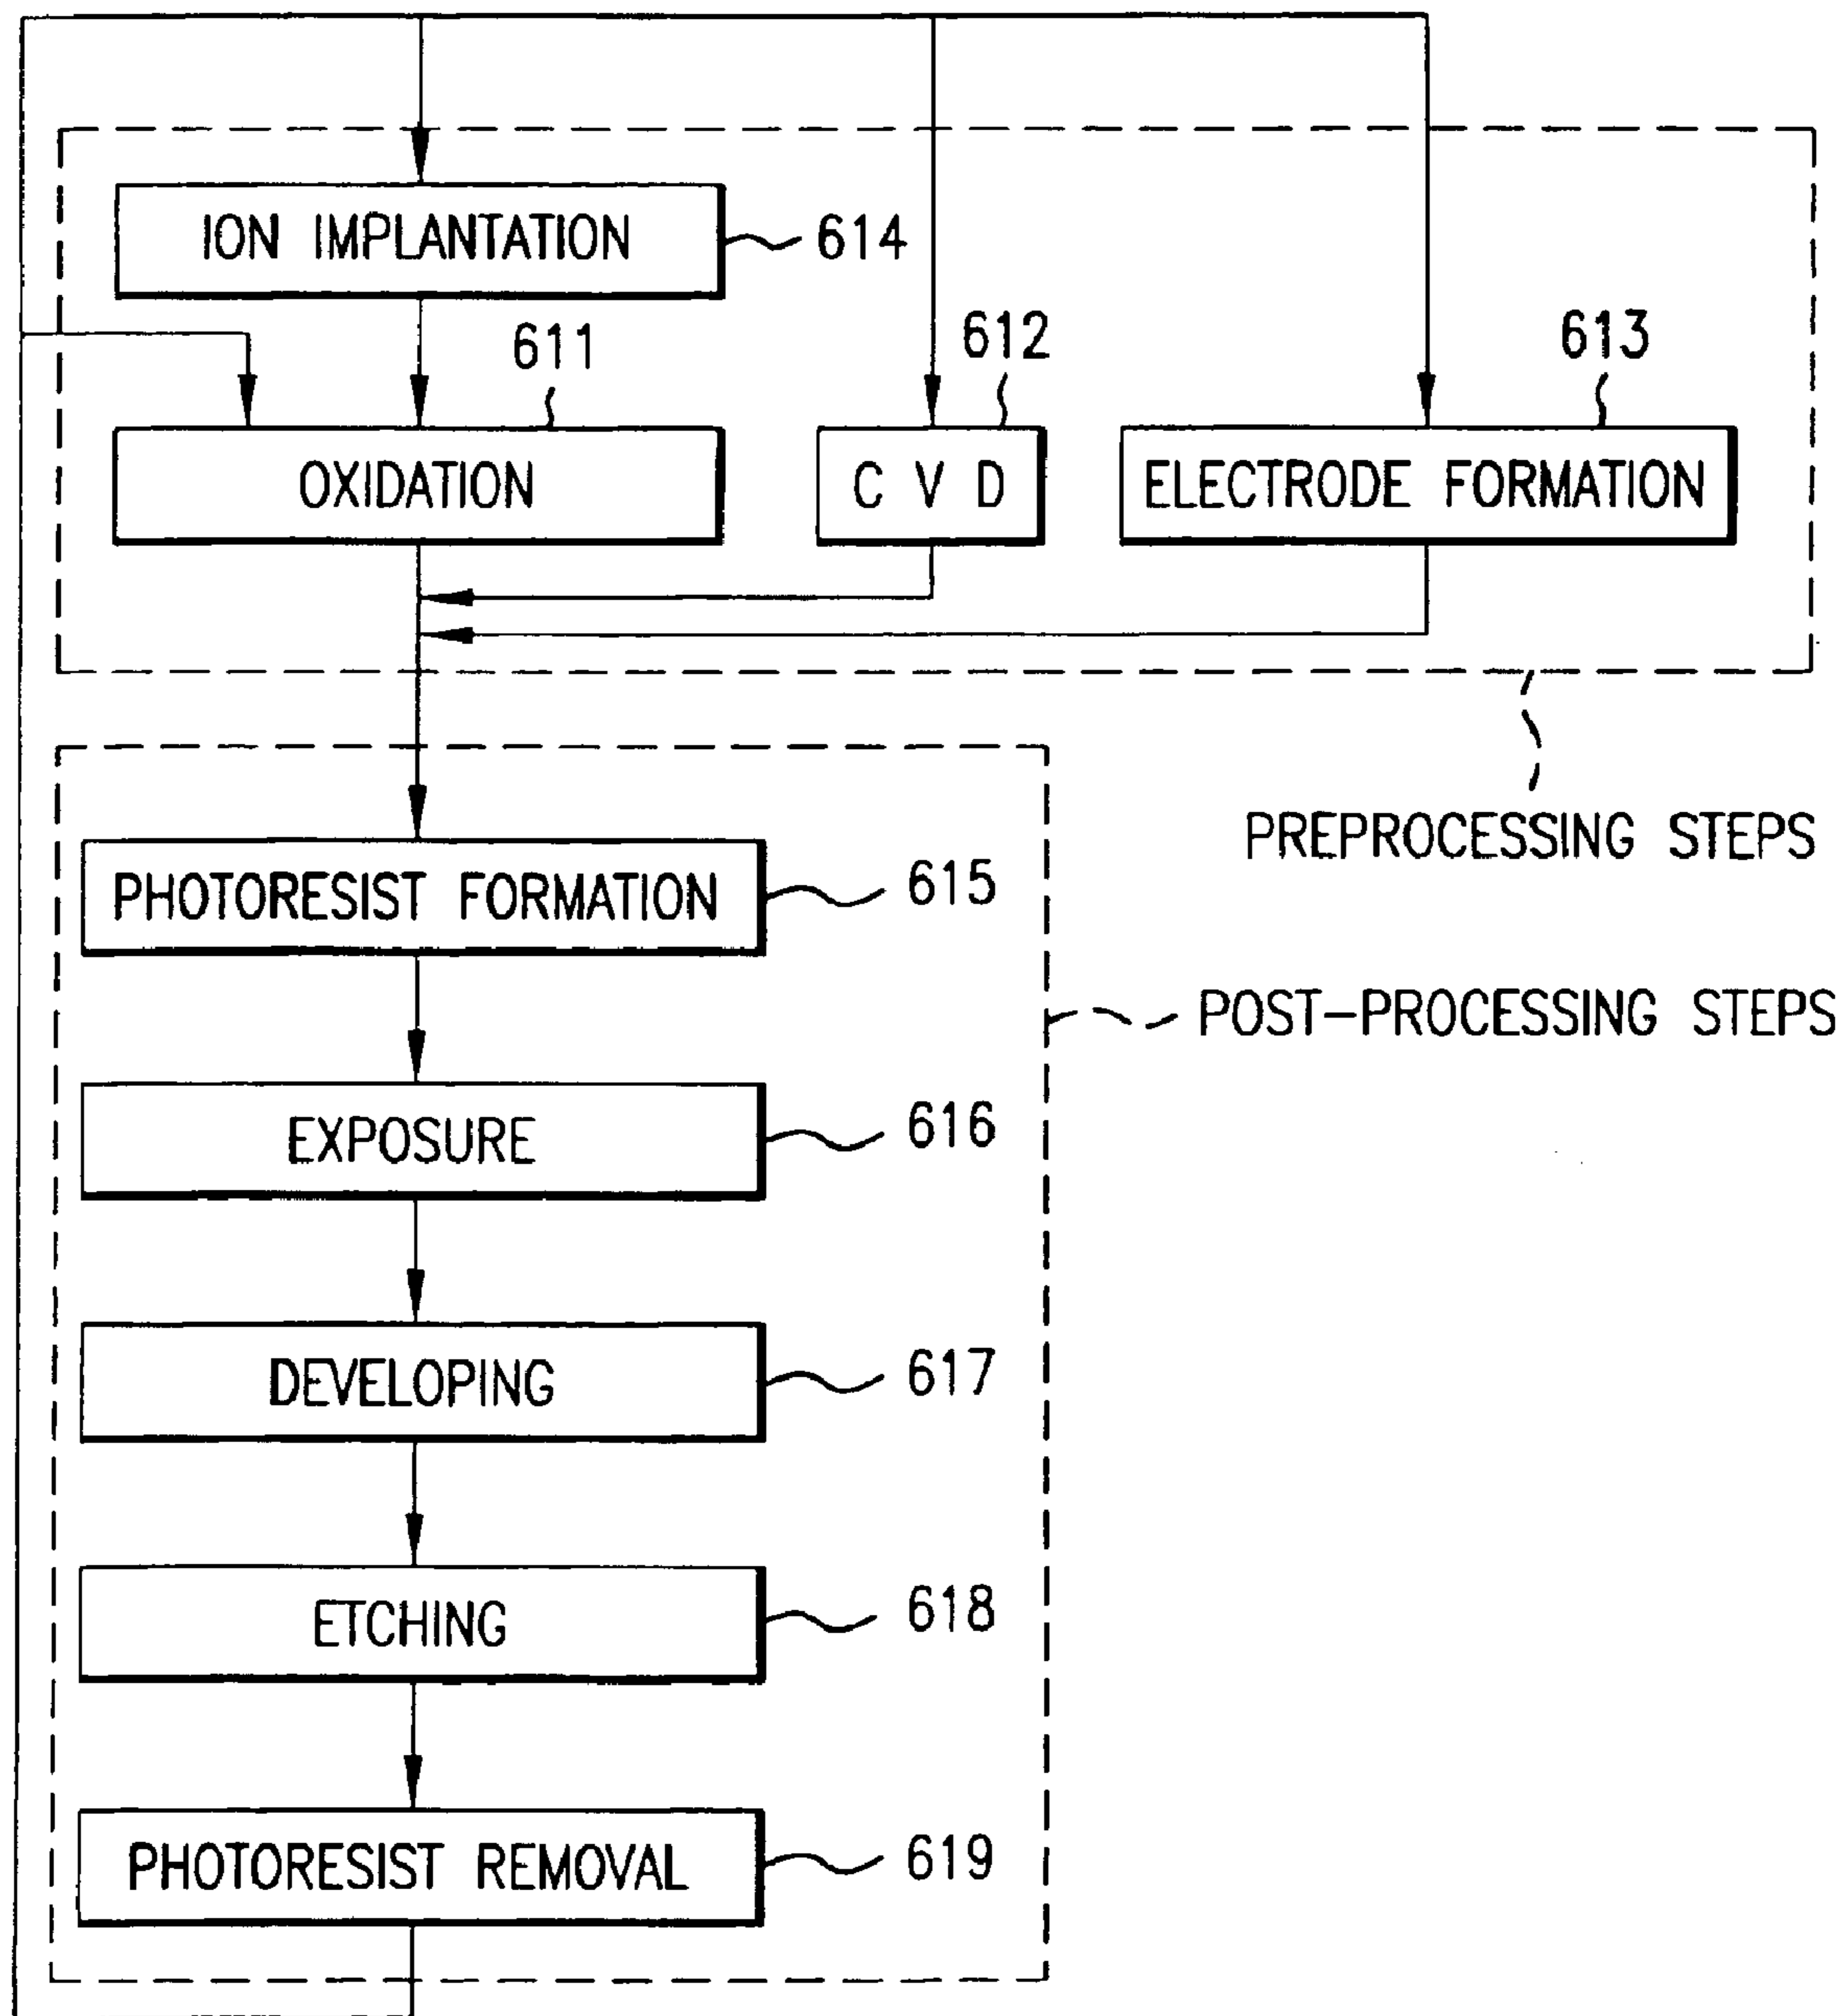 ION IMPLANTATION
614
611
612
613
OXIDATION
C V D
ELECTRODE FORMATION
PREPROCESSING STEPS
PHOTORESIST FORMATION
615
POST-PROCESSING STEPS
EXPOSURE
616
DEVELOPING
617
ETCHING
618
PHOTORESIST REMOVAL
619